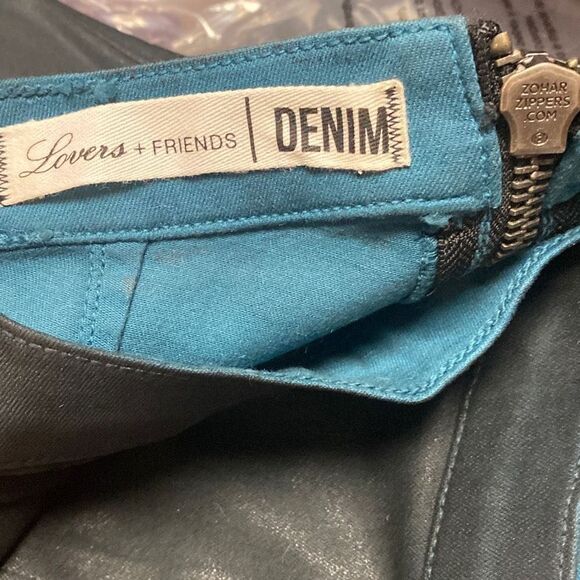 Lovers + FRIENDS | DENIM
ZOHAR
ZIPPERS
.COM
®